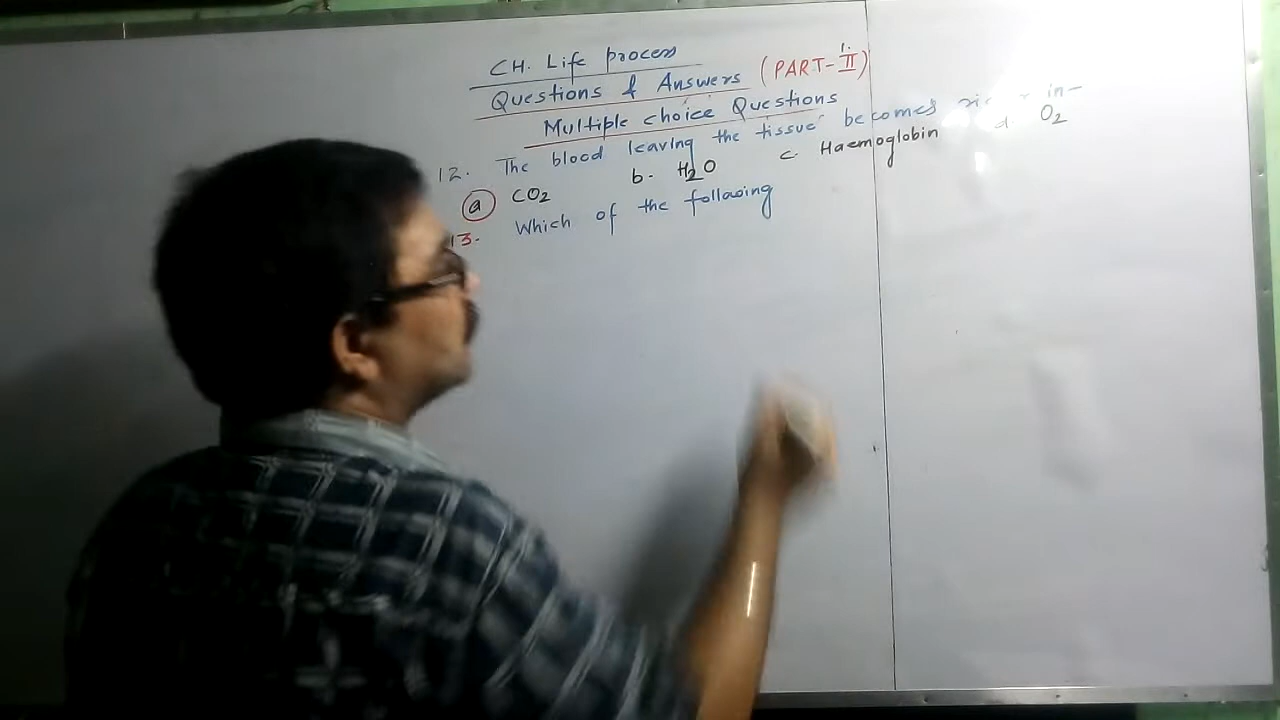 CH. Life process
Questions & Answers (PART-II)
Multiple choice Questions
12. The blood leaving the tissue becomes in-
a CO2 b. H2O c. Haemoglobin d. O2
13. Which of the following